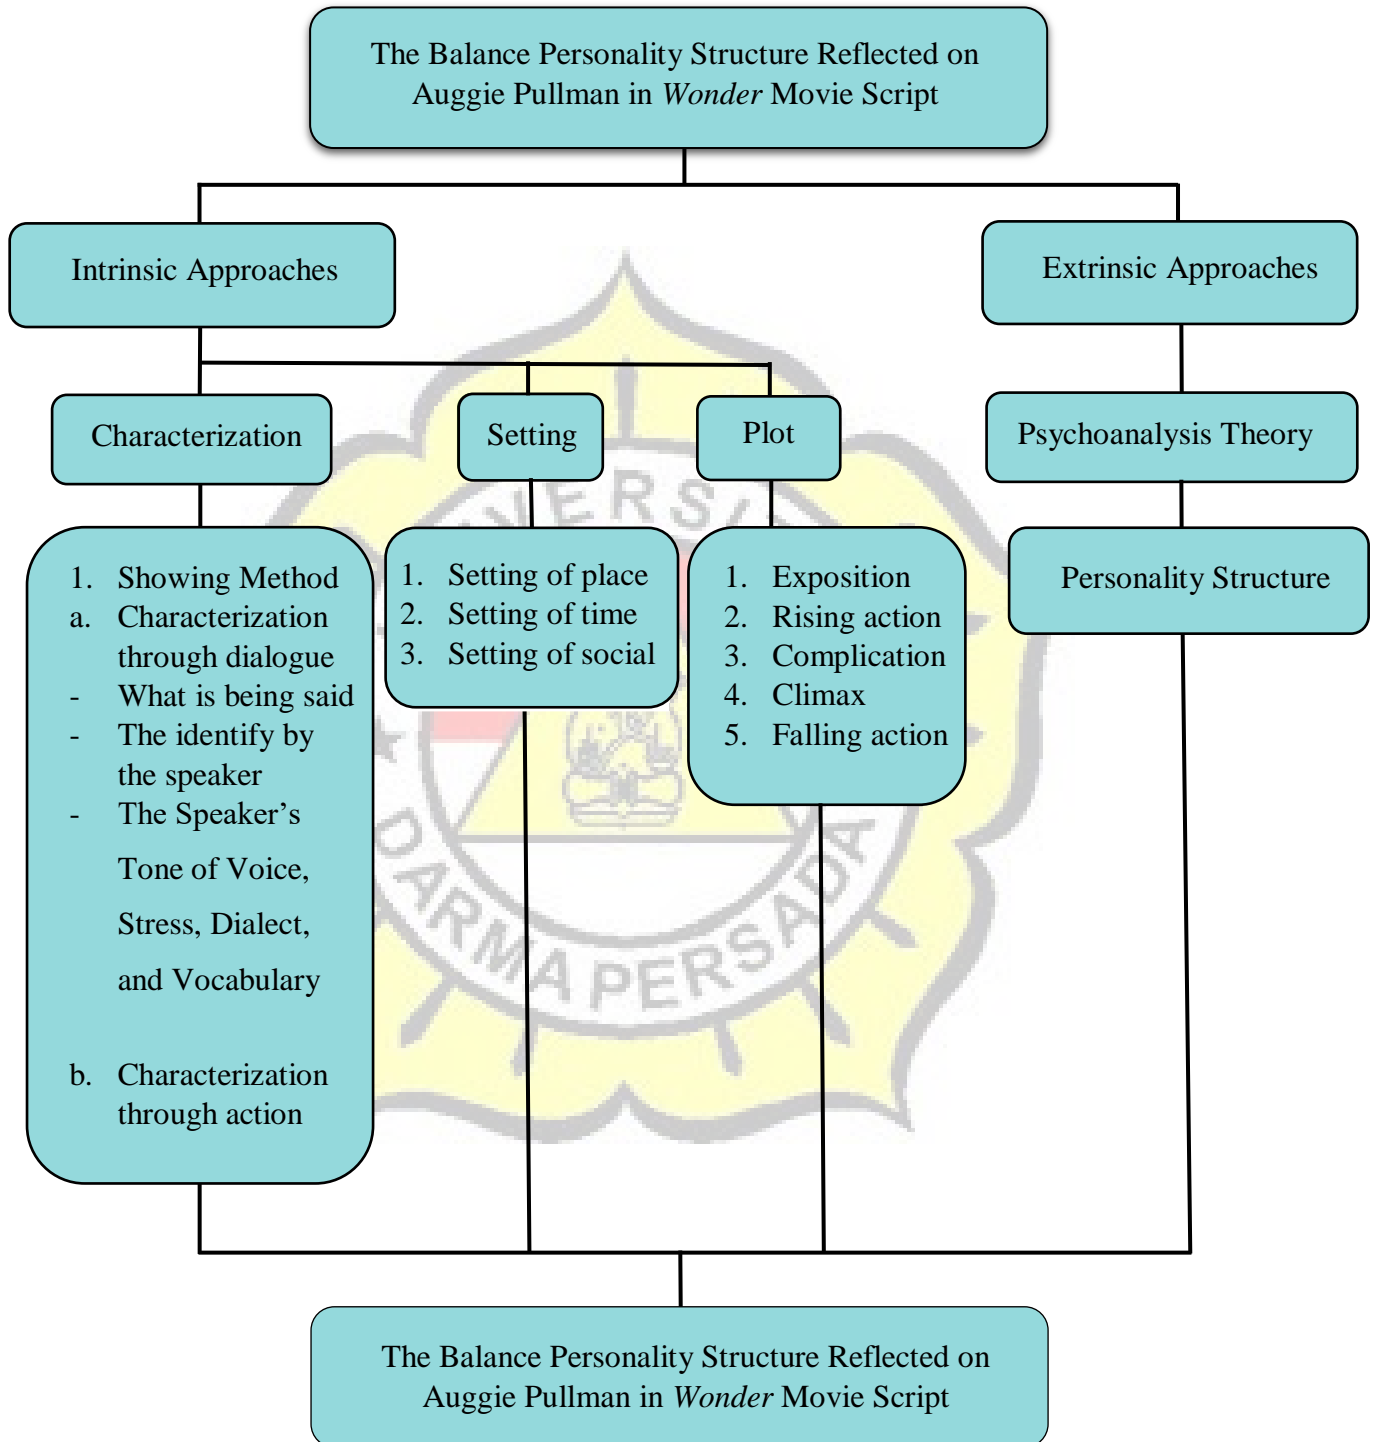 The Balance Personality Structure Reflected on
Auggie Pullman in Wonder Movie Script
Intrinsic Approaches
Extrinsic Approaches
Characterization
Setting
Plot
Psychoanalysis Theory
1. Showing Method
a. Characterization
through dialogue
- What is being said
- The identify by
the speaker
- The Speaker’s
Tone of Voice,
Stress, Dialect,
and Vocabulary
b. Characterization
through action
1. Setting of place
2. Setting of time
3. Setting of social
1. Exposition
2. Rising action
3. Complication
4. Climax
5. Falling action
Personality Structure
DARMA PERSADA
The Balance Personality Structure Reflected on
Auggie Pullman in Wonder Movie Script